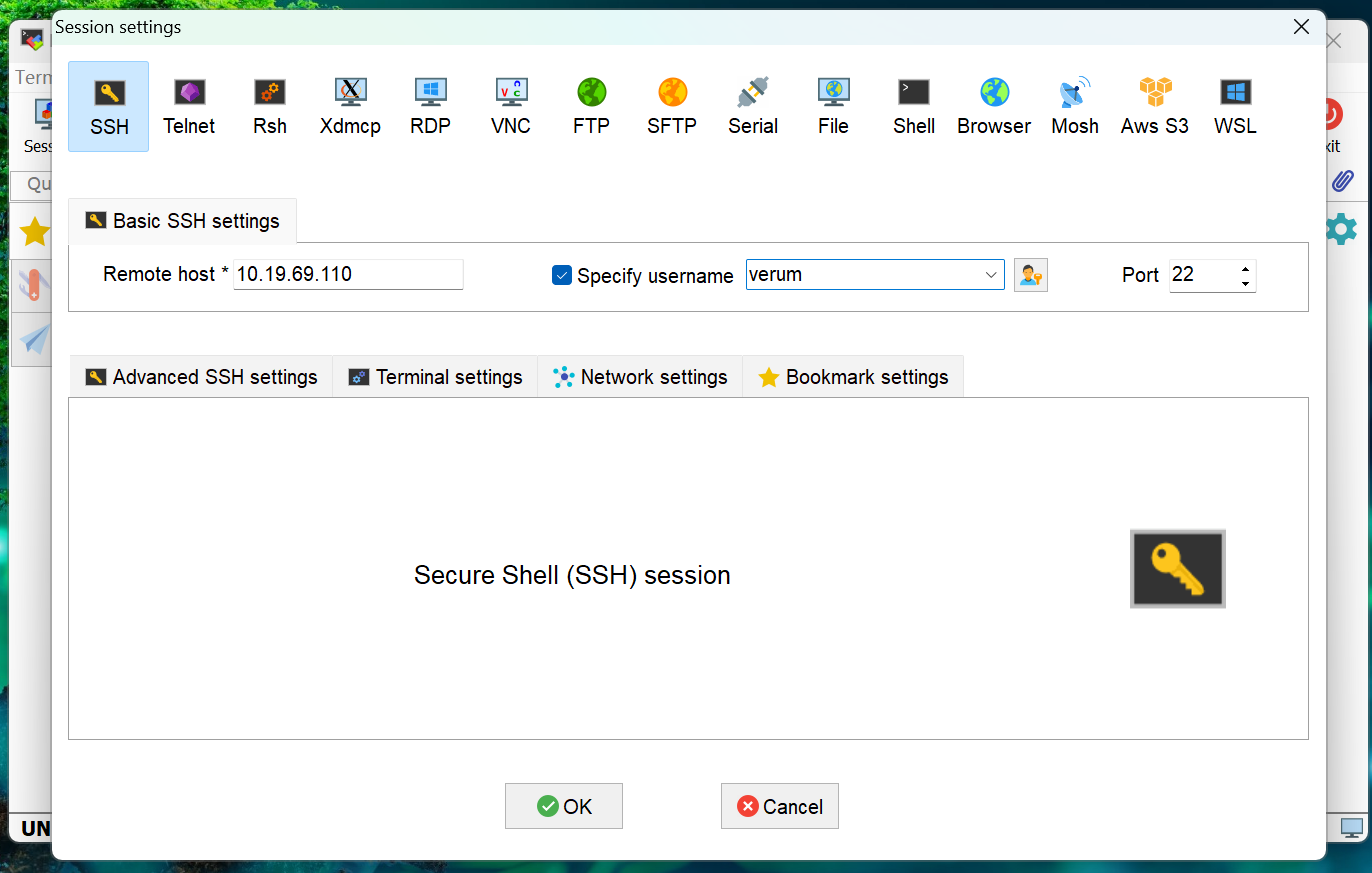 Session settings
Term
SSH
Telnet
Rsh
Xdmcp
RDP
VNC
FTP
SFTP
Serial
File
Shell
Browser
Mosh
Aws S3
WSL
Sess
xit
Qu
Basic SSH settings
Remote host * 10.19.69.110
Specify username verum
Port 22
Advanced SSH settings
Terminal settings
Network settings
Bookmark settings
Secure Shell (SSH) session
OK
Cancel
UN